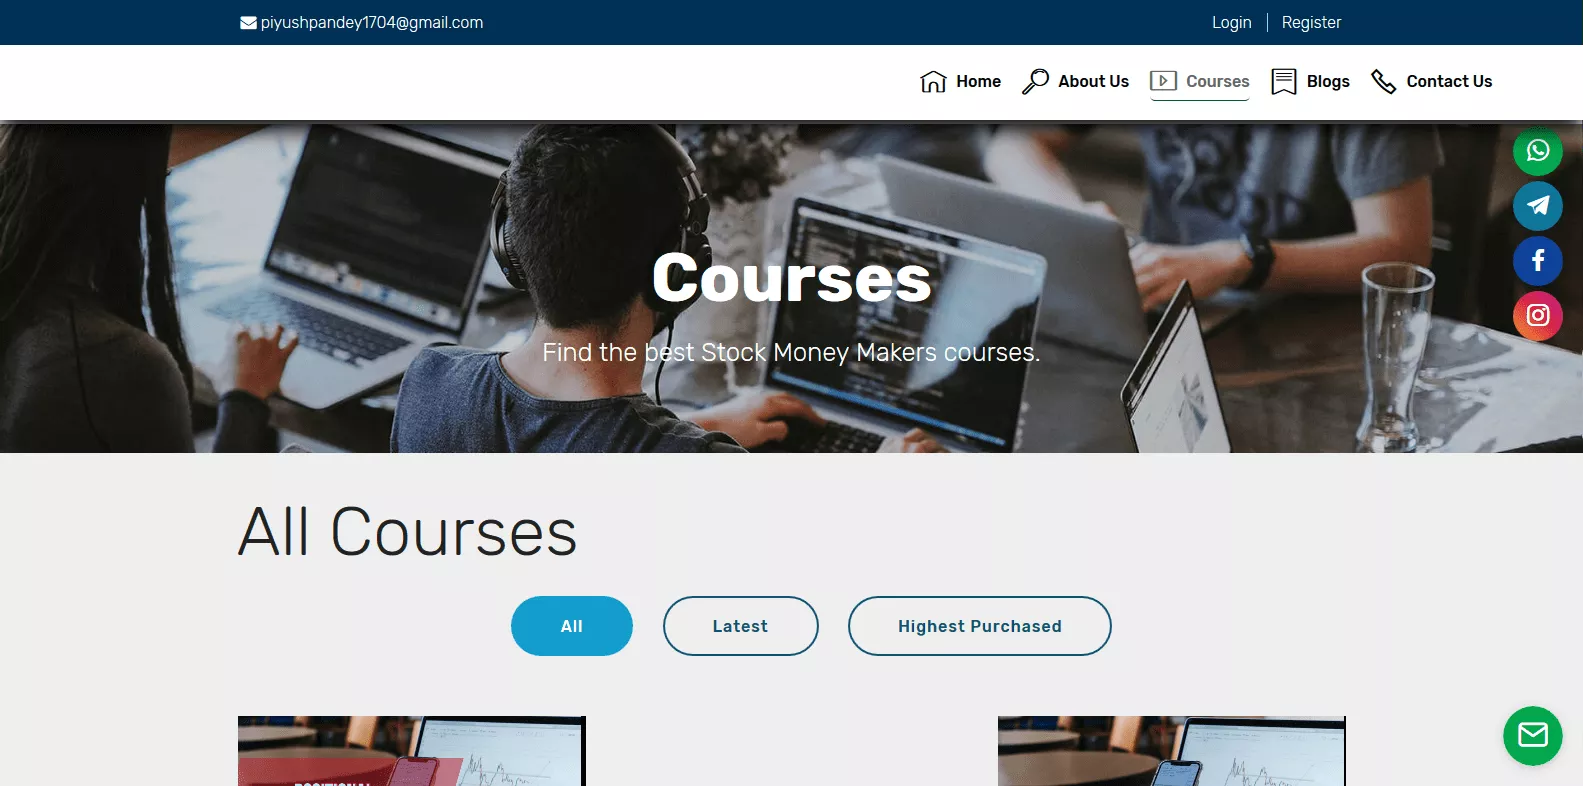 piyushpandey1704@gmail.com
Login
Register
Home
About Us
Courses
Blogs
Contact Us
Courses
Find the best Stock Money Makers courses.
All Courses
All
Latest
Highest Purchased